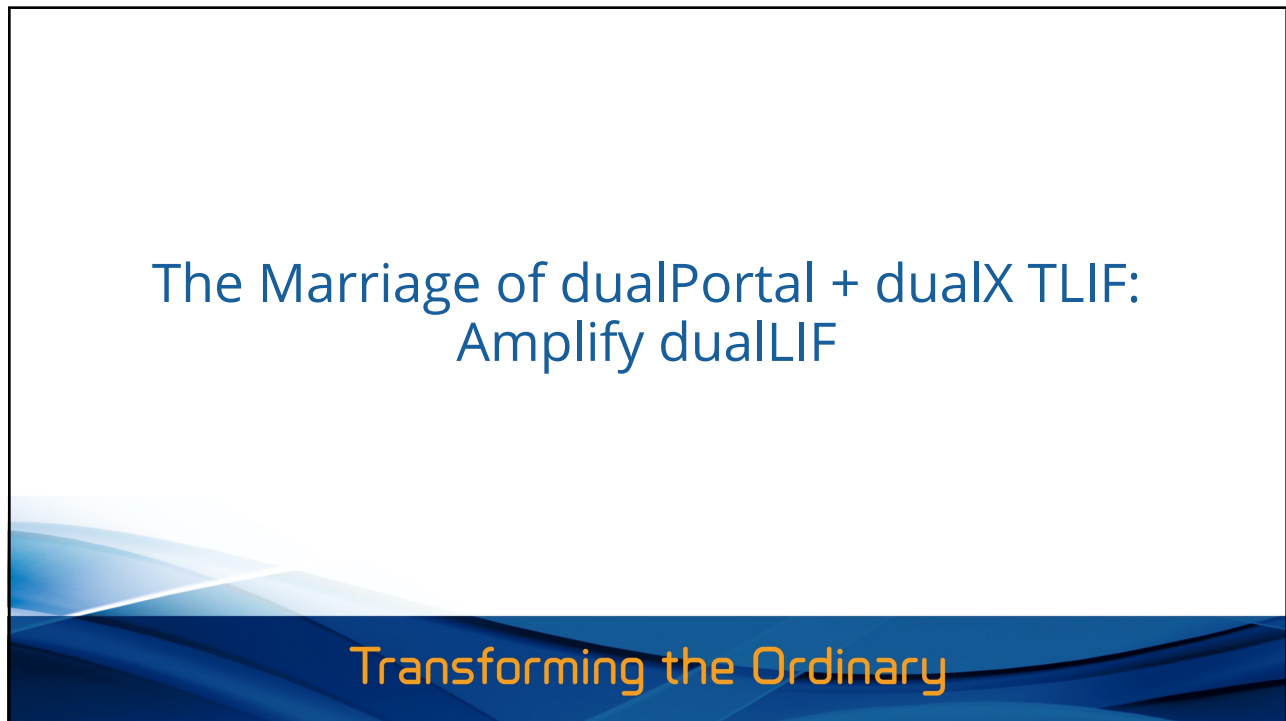 The Marriage of dualPortal + dualX TLIF:
Amplify dualLIF
Transforming the Ordinary